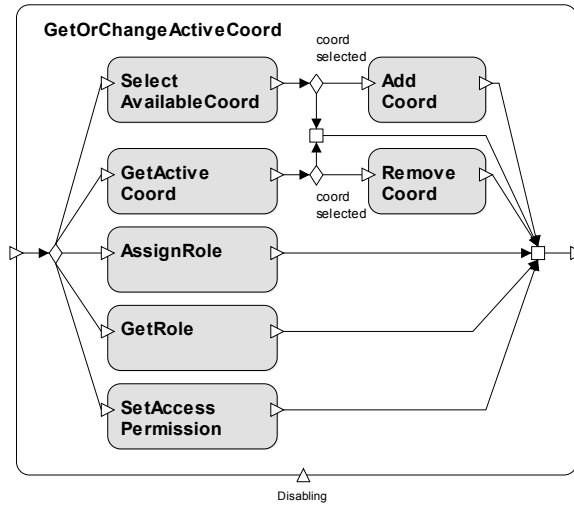 GetOrChangeActiveCoord
coord
selected
Select
AvailableCoord
Add
Coord
GetActive
Coord
Remove
Coord
coord
selected
AssignRole
GetRole
SetAccess
Permission
Disabling